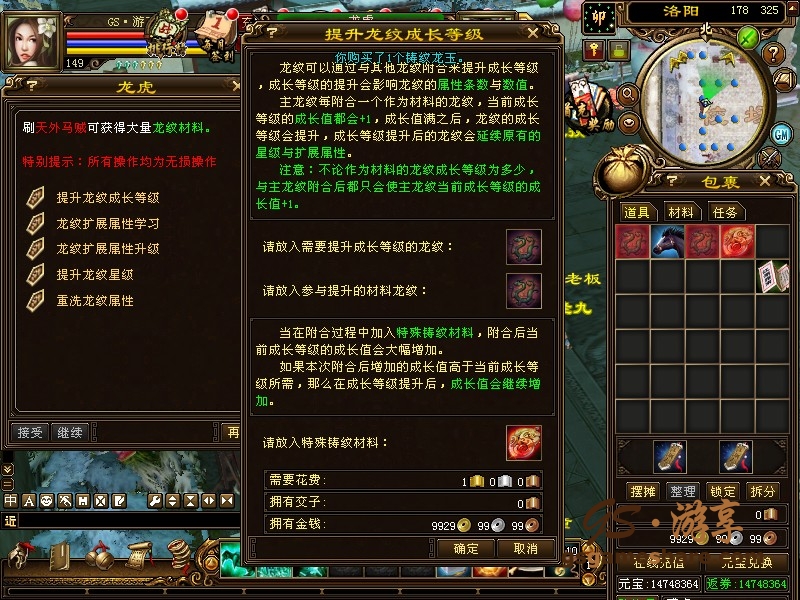 GS·游
149
龙虎
刷天外马贼可获得大量龙纹材料。
特别提示：所有操作均为无损操作
提升龙纹成长等级
龙纹扩展属性学习
龙纹扩展属性升级
提升龙纹星级
重洗龙纹属性
接受
继续
再
提升龙纹成长等级
你购买了1个铸纹龙玉。
龙纹可以通过与其他龙纹附合来提升成长等级
，成长等级的提升会影响龙纹的属性条数与数值。
主龙纹每附合一个作为材料的龙纹，当前成长
等级的成长值都会+1，成长值满之后，龙纹的成长
等级会提升，成长等级提升后的龙纹会延续原有的
星级与扩展属性。
注意：不论作为材料的龙纹成长等级为多少，
与主龙纹附合后都只会使主龙纹当前成长等级的成
长值+1。
请放入需要提升成长等级的龙纹：
请放入参与提升的材料龙纹：
当在附合过程中加入特殊铸纹材料，附合后当
前成长等级的成长值会大幅增加。
如果本次附合后增加的成长值高于当前成长等
级所需，那么在成长等级提升后，成长值会继续增
加。
请放入特殊铸纹材料：
需要花费：
1 0 0
拥有交子：
0
拥有金钱：
9929 99 99
确定
取消
洛阳
178 325
北
GM
老板
包裹
道具
材料
任务
摆摊
整理
锁定
拆分
0
GS·游享
元宝:14748364
返券:14748364
中
近